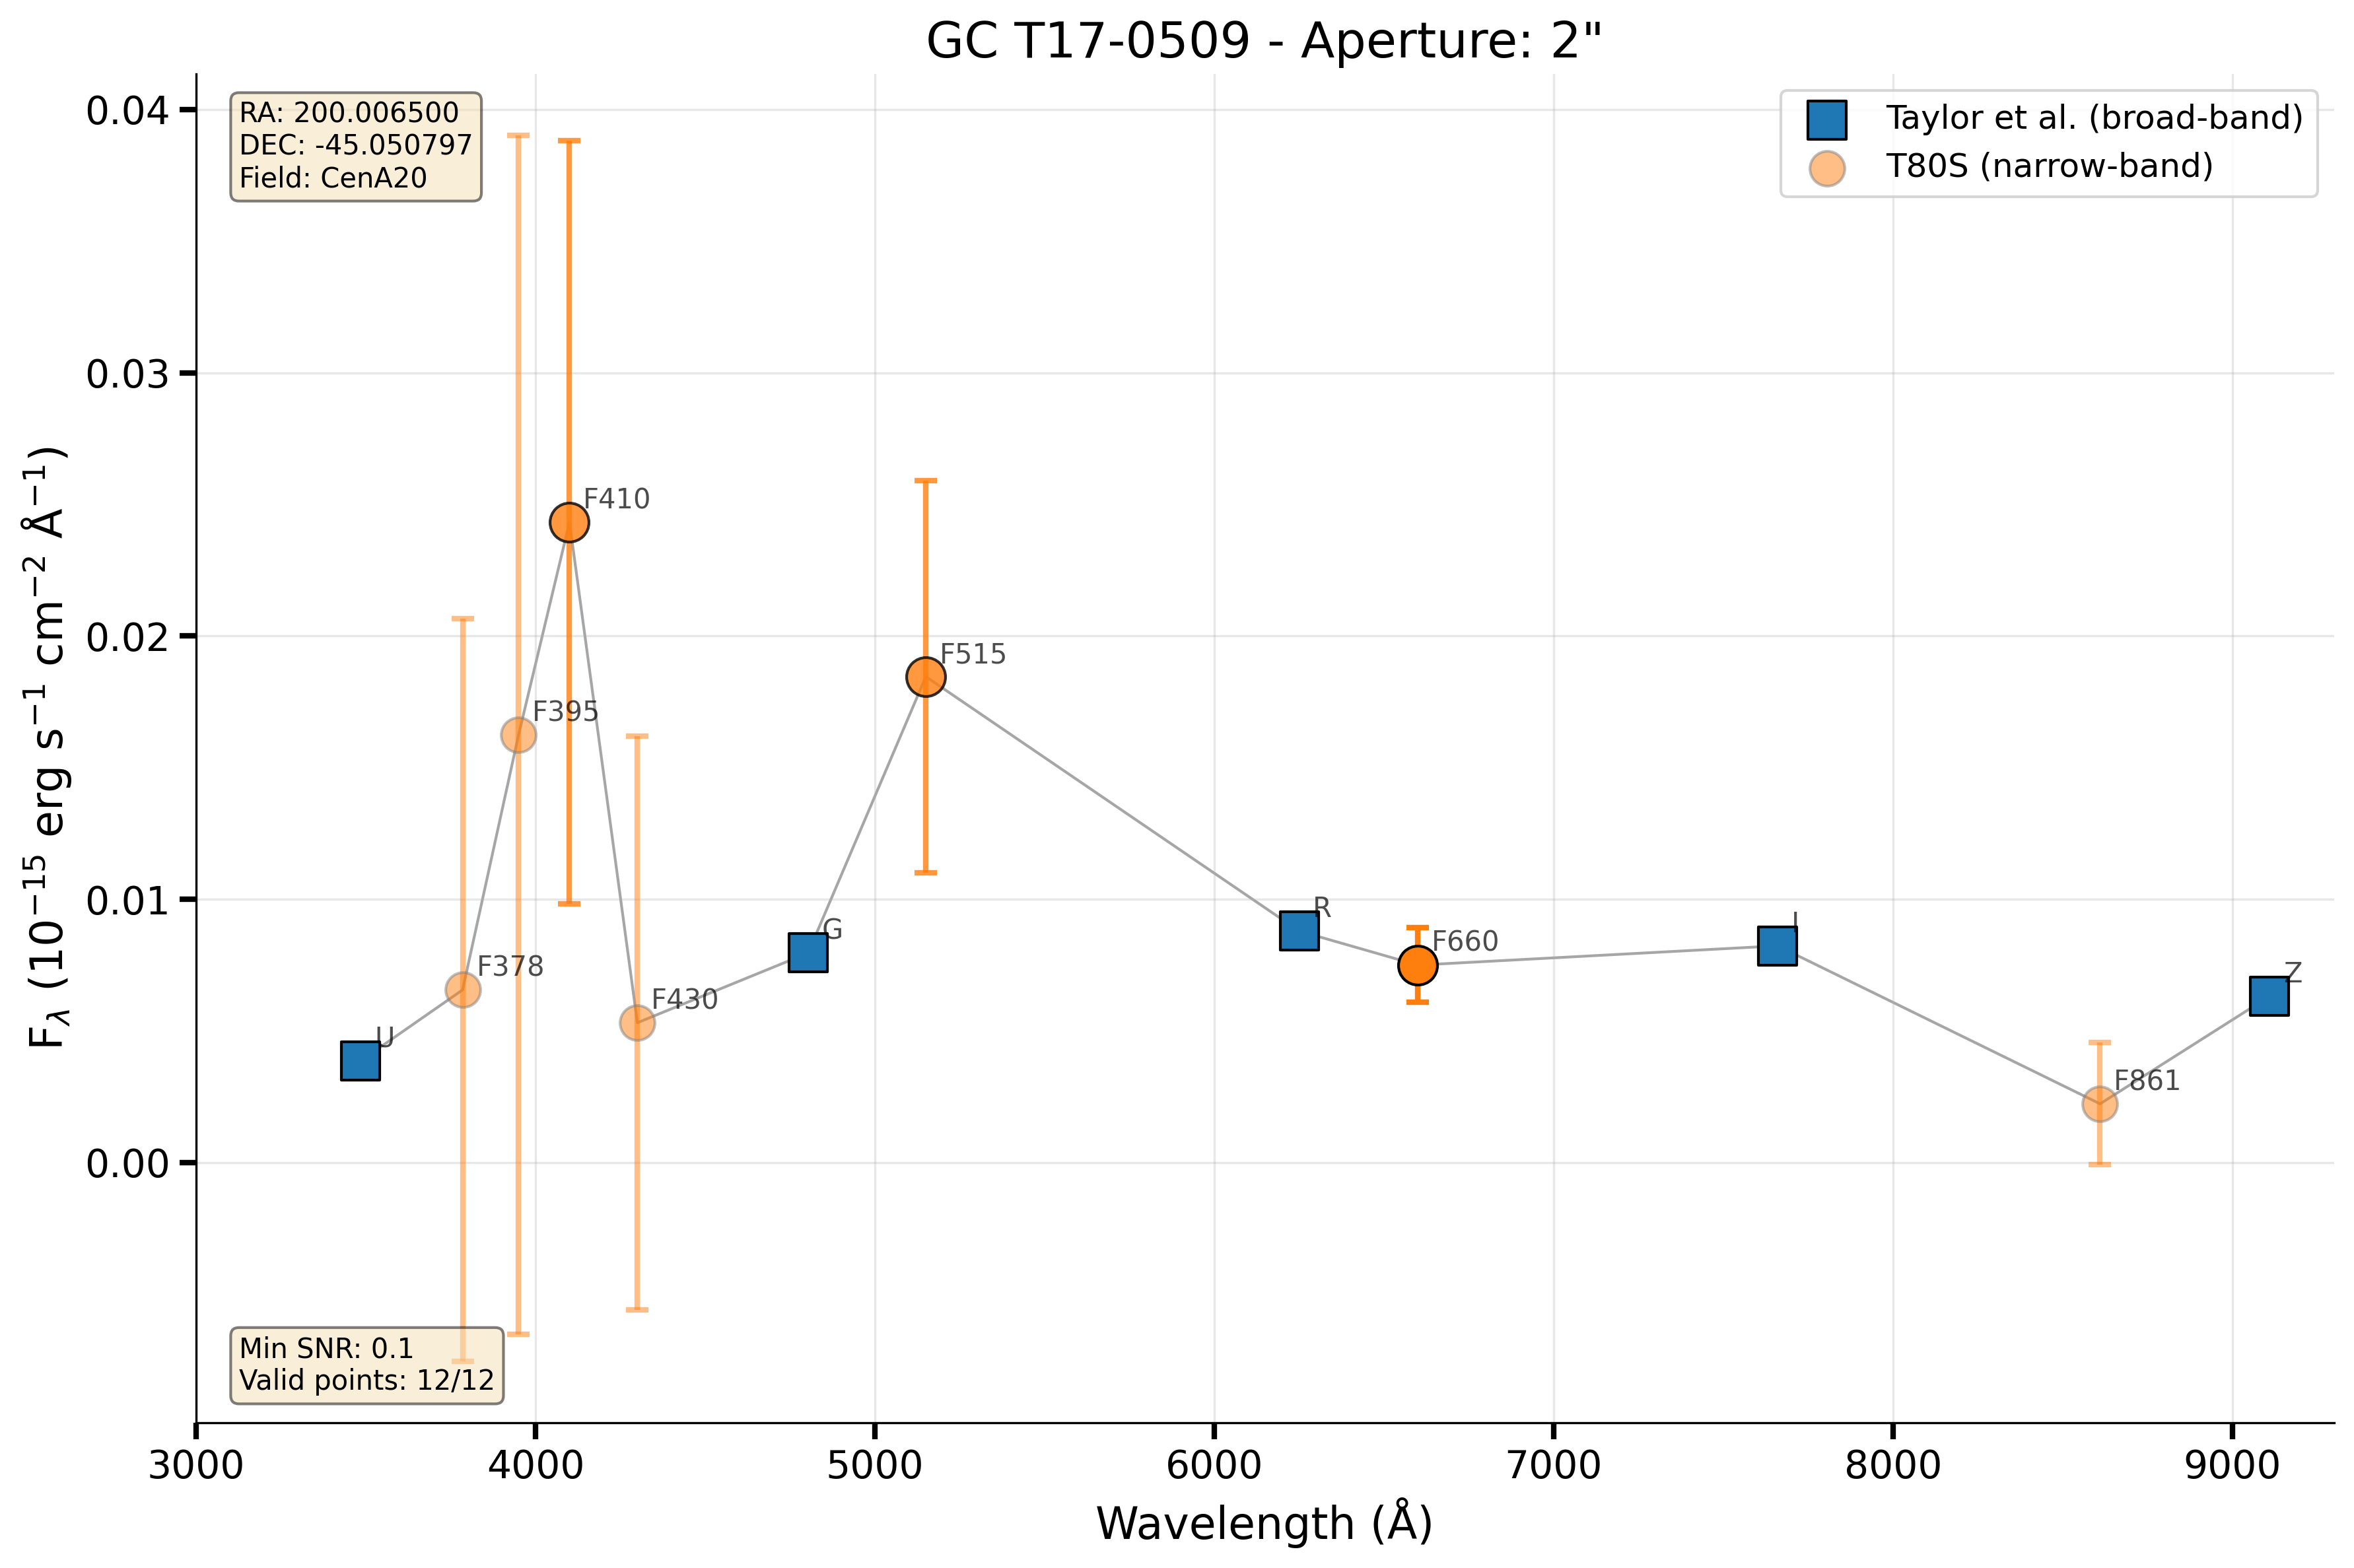 GC T17-0509 - Aperture: 2"
RA: 200.006500
DEC: -45.050797
Field: CenA20
Taylor et al. (broad-band)
T80S (narrow-band)
0.04
0.03
0.02
0.01
0.00
F_λ (10⁻¹⁵ erg s⁻¹ cm⁻² Å⁻¹)
U
F378
F395
F410
F430
G
F515
R
F660
I
F861
Z
Min SNR: 0.1
Valid points: 12/12
3000 4000 5000 6000 7000 8000 9000
Wavelength (Å)